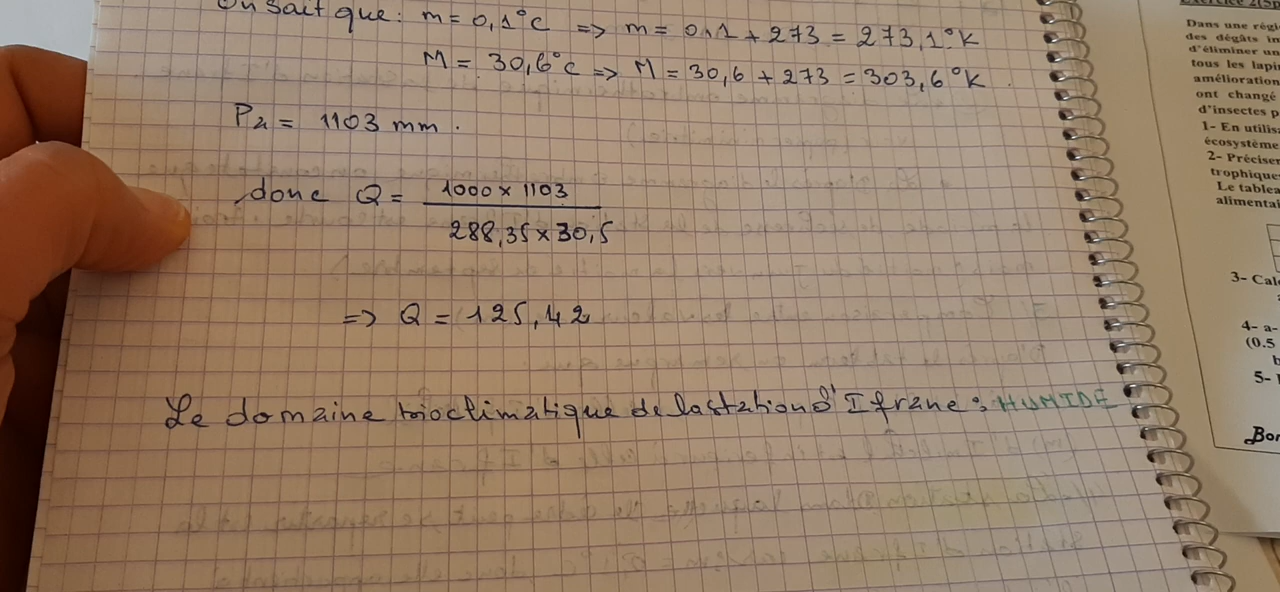 On sait que : m = 0,1°C => m = 0,1 + 273 = 273,1°K
M = 30,6°C => M = 30,6 + 273 = 303,6°K.
P2 = 1103 mm.
donc Q = 1000 x 1103
288,35 x 30,5
=> Q = 125,42
Le domaine bioclimatique de la station d'Ifrane : HUMIDE
Dans une régi
des dégâts in
d'éliminer un
tous les lapi
amélioration
ont changé
d'insectes p
1- En utilis
écosystème
2- Préciser
trophique
Le tablea
alimentai
3- Cal
4- a-
(0.5
b
5-
Bon